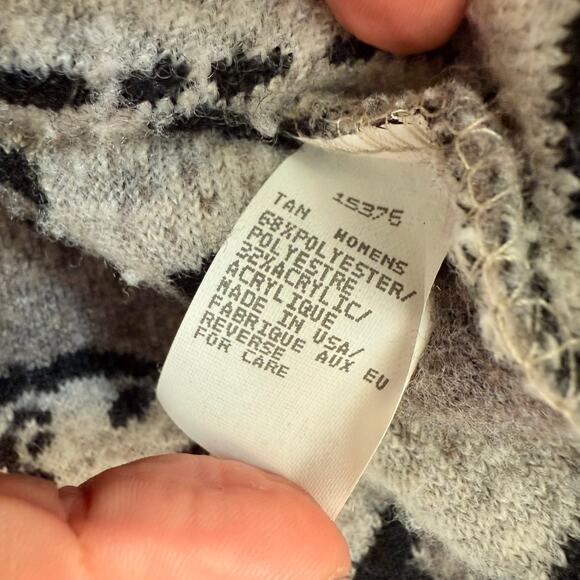 15375
TAN WOMENS
68%POLYESTER/
POLYESTRE
32%ACRYLIC/
ACRYLIQUE
MADE IN USA/
FABRIQUE AUX EU
REVERSE
FOR CARE